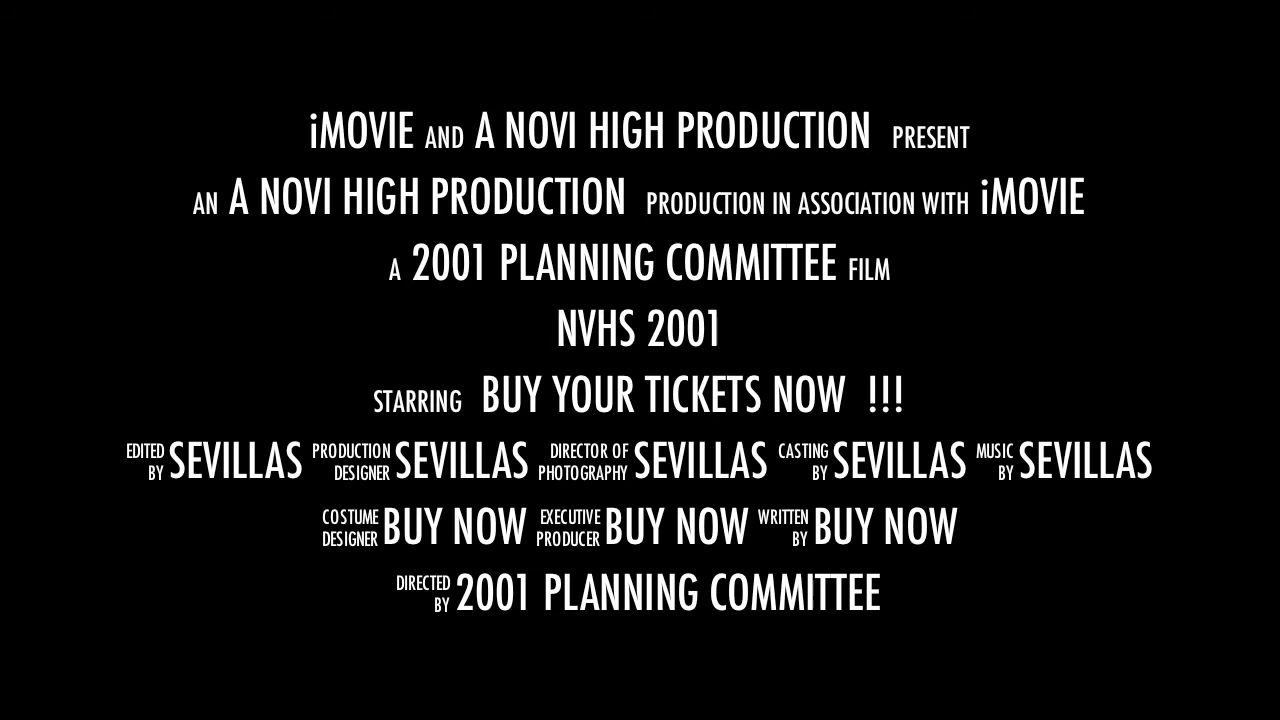 iMOVIE AND A NOVI HIGH PRODUCTION PRESENT
AN A NOVI HIGH PRODUCTION PRODUCTION IN ASSOCIATION WITH iMOVIE
A 2001 PLANNING COMMITTEE FILM
NVHS 2001
STARRING BUY YOUR TICKETS NOW !!!
EDITED BY SEVILLAS PRODUCTION DESIGNER SEVILLAS DIRECTOR OF PHOTOGRAPHY SEVILLAS CASTING BY SEVILLAS MUSIC BY SEVILLAS
COSTUME DESIGNER BUY NOW EXECUTIVE PRODUCER BUY NOW WRITTEN BY BUY NOW
DIRECTED BY 2001 PLANNING COMMITTEE